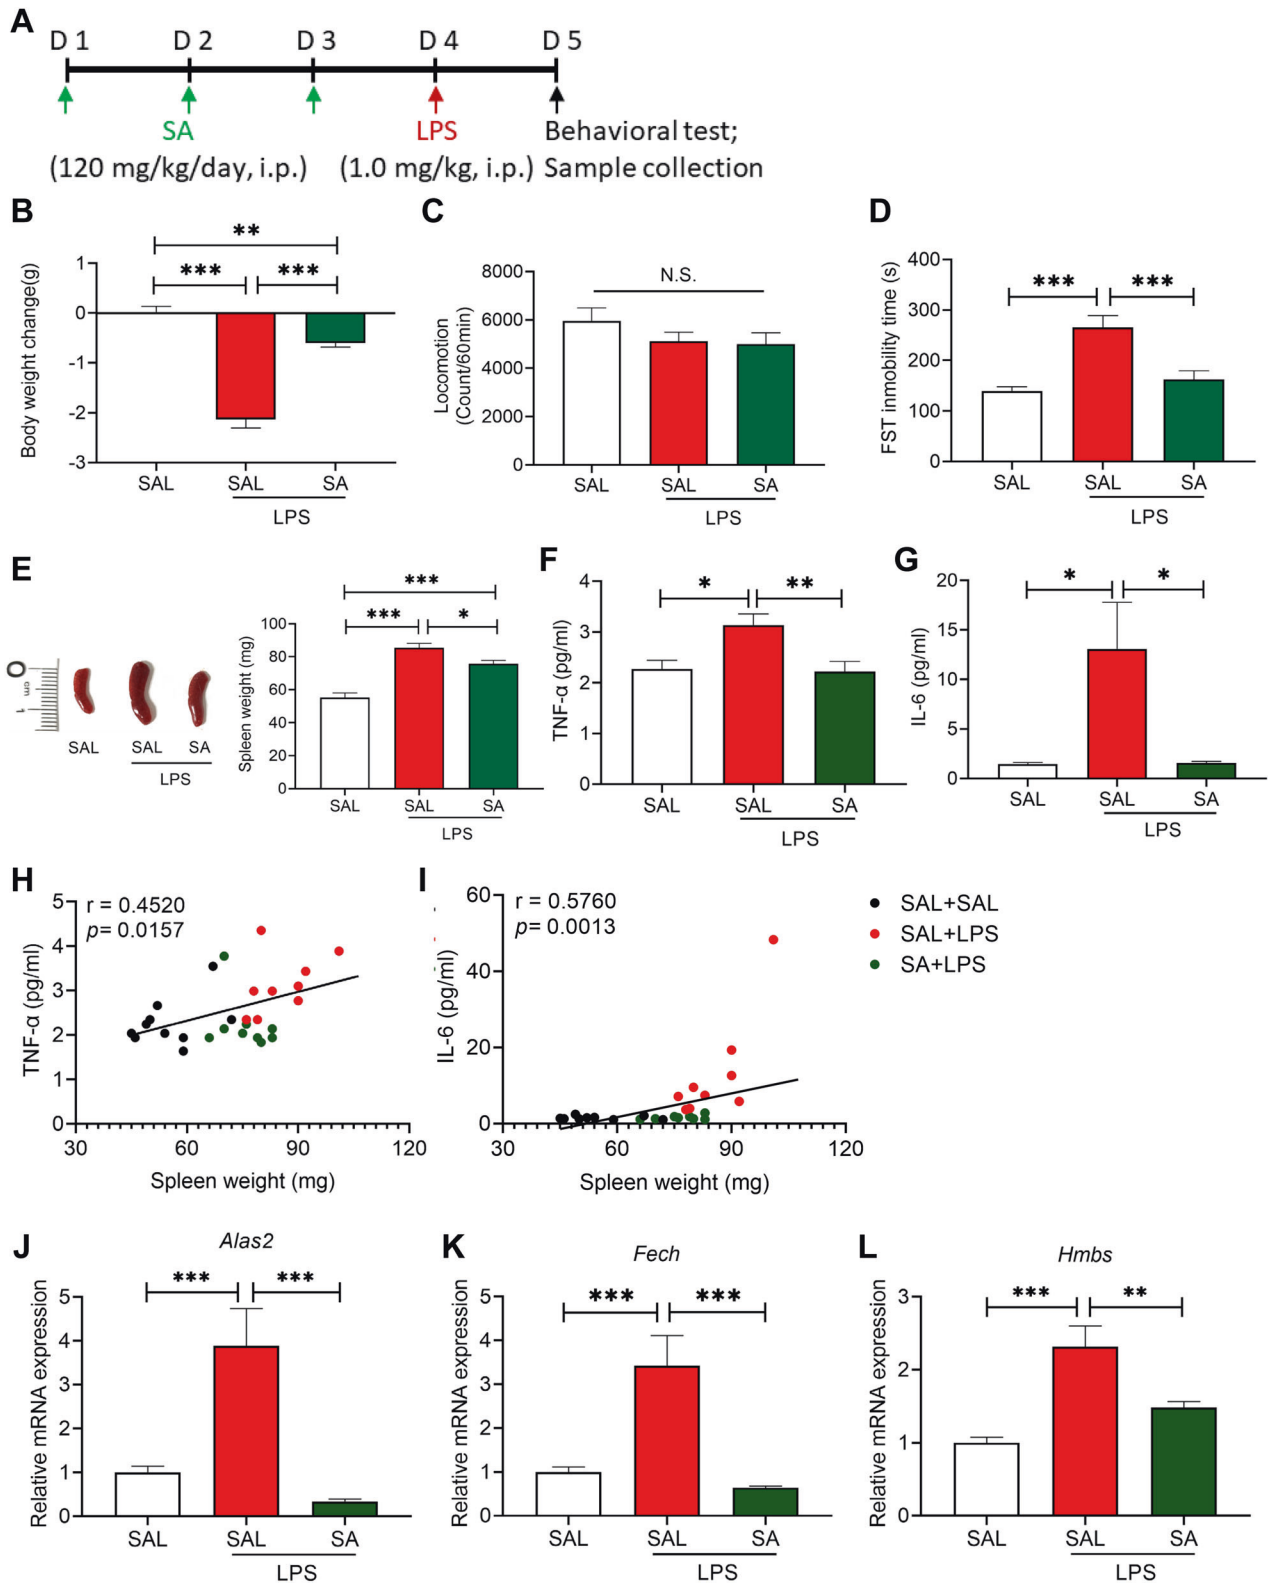 A
D 1 D 2 D 3 D 4 D 5
SA LPS Behavioral test;
(120 mg/kg/day, i.p.) (1.0 mg/kg, i.p.) Sample collection
B
**
*** ***
Body weight change(g)
1
0
-1
-2
-3
SAL SAL SA
LPS
C
N.S.
Locomotion
(Count/60min)
8000
6000
4000
2000
0
SAL SAL SA
LPS
D
*** ***
FST inmobility time (s)
400
300
200
100
0
SAL SAL SA
LPS
E
0
cm
1
SAL SAL SA
LPS
***
*** *
Spleen weight (mg)
100
80
60
40
20
0
SAL SAL SA
LPS
F
* **
TNF-α (pg/ml)
4
3
2
1
0
SAL SAL SA
LPS
G
* *
IL-6 (pg/ml)
20
15
10
5
0
SAL SAL SA
LPS
H
r = 0.4520
p= 0.0157
TNF-α (pg/ml)
5
4
3
2
1
0
30 60 90 120
Spleen weight (mg)
I
r = 0.5760
p= 0.0013
IL-6 (pg/ml)
60
40
20
0
30 60 90 120
Spleen weight (mg)
SAL+SAL
SAL+LPS
SA+LPS
J
Alas2
*** ***
Relative mRNA expression
5
4
3
2
1
0
SAL SAL SA
LPS
K
Fech
*** ***
Relative mRNA expression
5
4
3
2
1
0
SAL SAL SA
LPS
L
Hmbs
*** **
Relative mRNA expression
3
2
1
0
SAL SAL SA
LPS